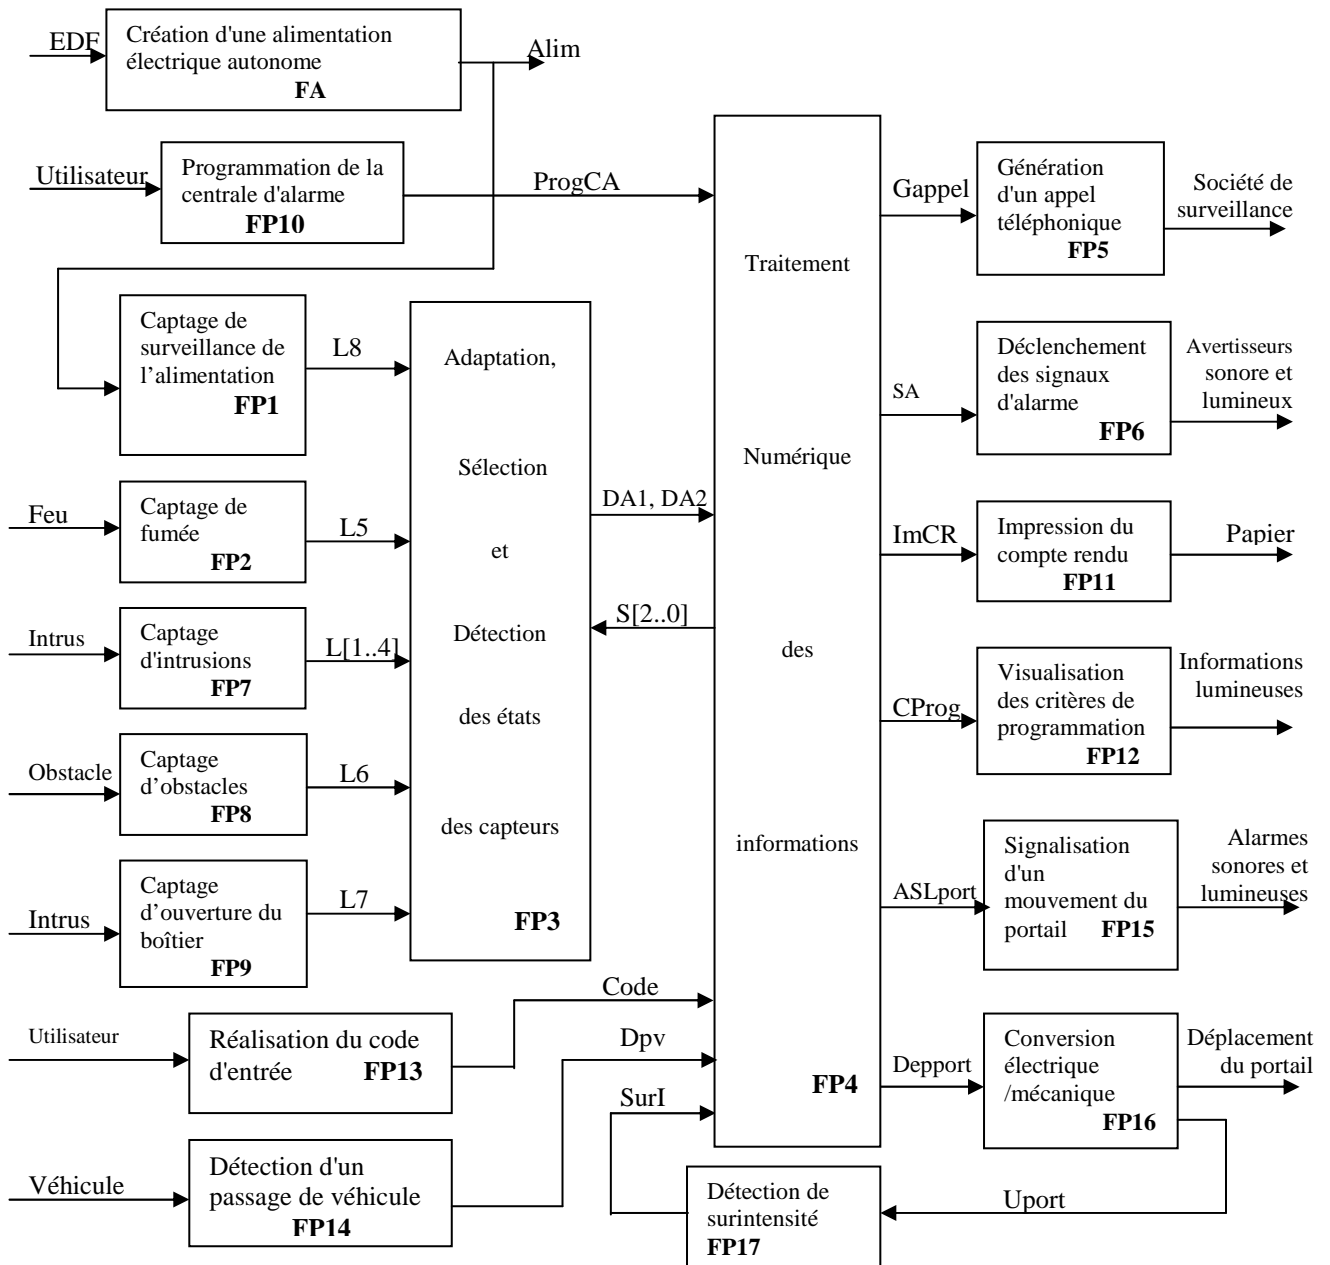 EDF
Création d'une alimentation
électrique autonome
FA
Alim
Utilisateur
Programmation de la
centrale d'alarme
FP10
ProgCA
Captage de
surveillance de
l’alimentation
FP1
L8
Feu
Captage de
fumée
FP2
L5
Intrus
Captage
d'intrusions
FP7
L[1..4]
Obstacle
Captage
d’obstacles
FP8
L6
Intrus
Captage
d’ouverture du
boîtier
FP9
L7
Adaptation,
Sélection
et
Détection
des états
des capteurs
FP3
DA1, DA2
S[2..0]
Utilisateur
Réalisation du code
d'entrée FP13
Code
Véhicule
Détection d'un
passage de véhicule
FP14
Dpv
SurI
Traitement
Numérique
des
informations
FP4
Gappel
Génération
d'un appel
téléphonique
FP5
Société de
surveillance
SA
Déclenchement
des signaux
d'alarme
FP6
Avertisseurs
sonore et
lumineux
ImCR
Impression du
compte rendu
FP11
Papier
CProg
Visualisation
des critères de
programmation
FP12
Informations
lumineuses
ASLport
Signalisation
d'un
mouvement du
portail FP15
Alarmes
sonores et
lumineuses
Depport
Conversion
électrique
/mécanique
FP16
Déplacement
du portail
Uport
Détection de
surintensité
FP17